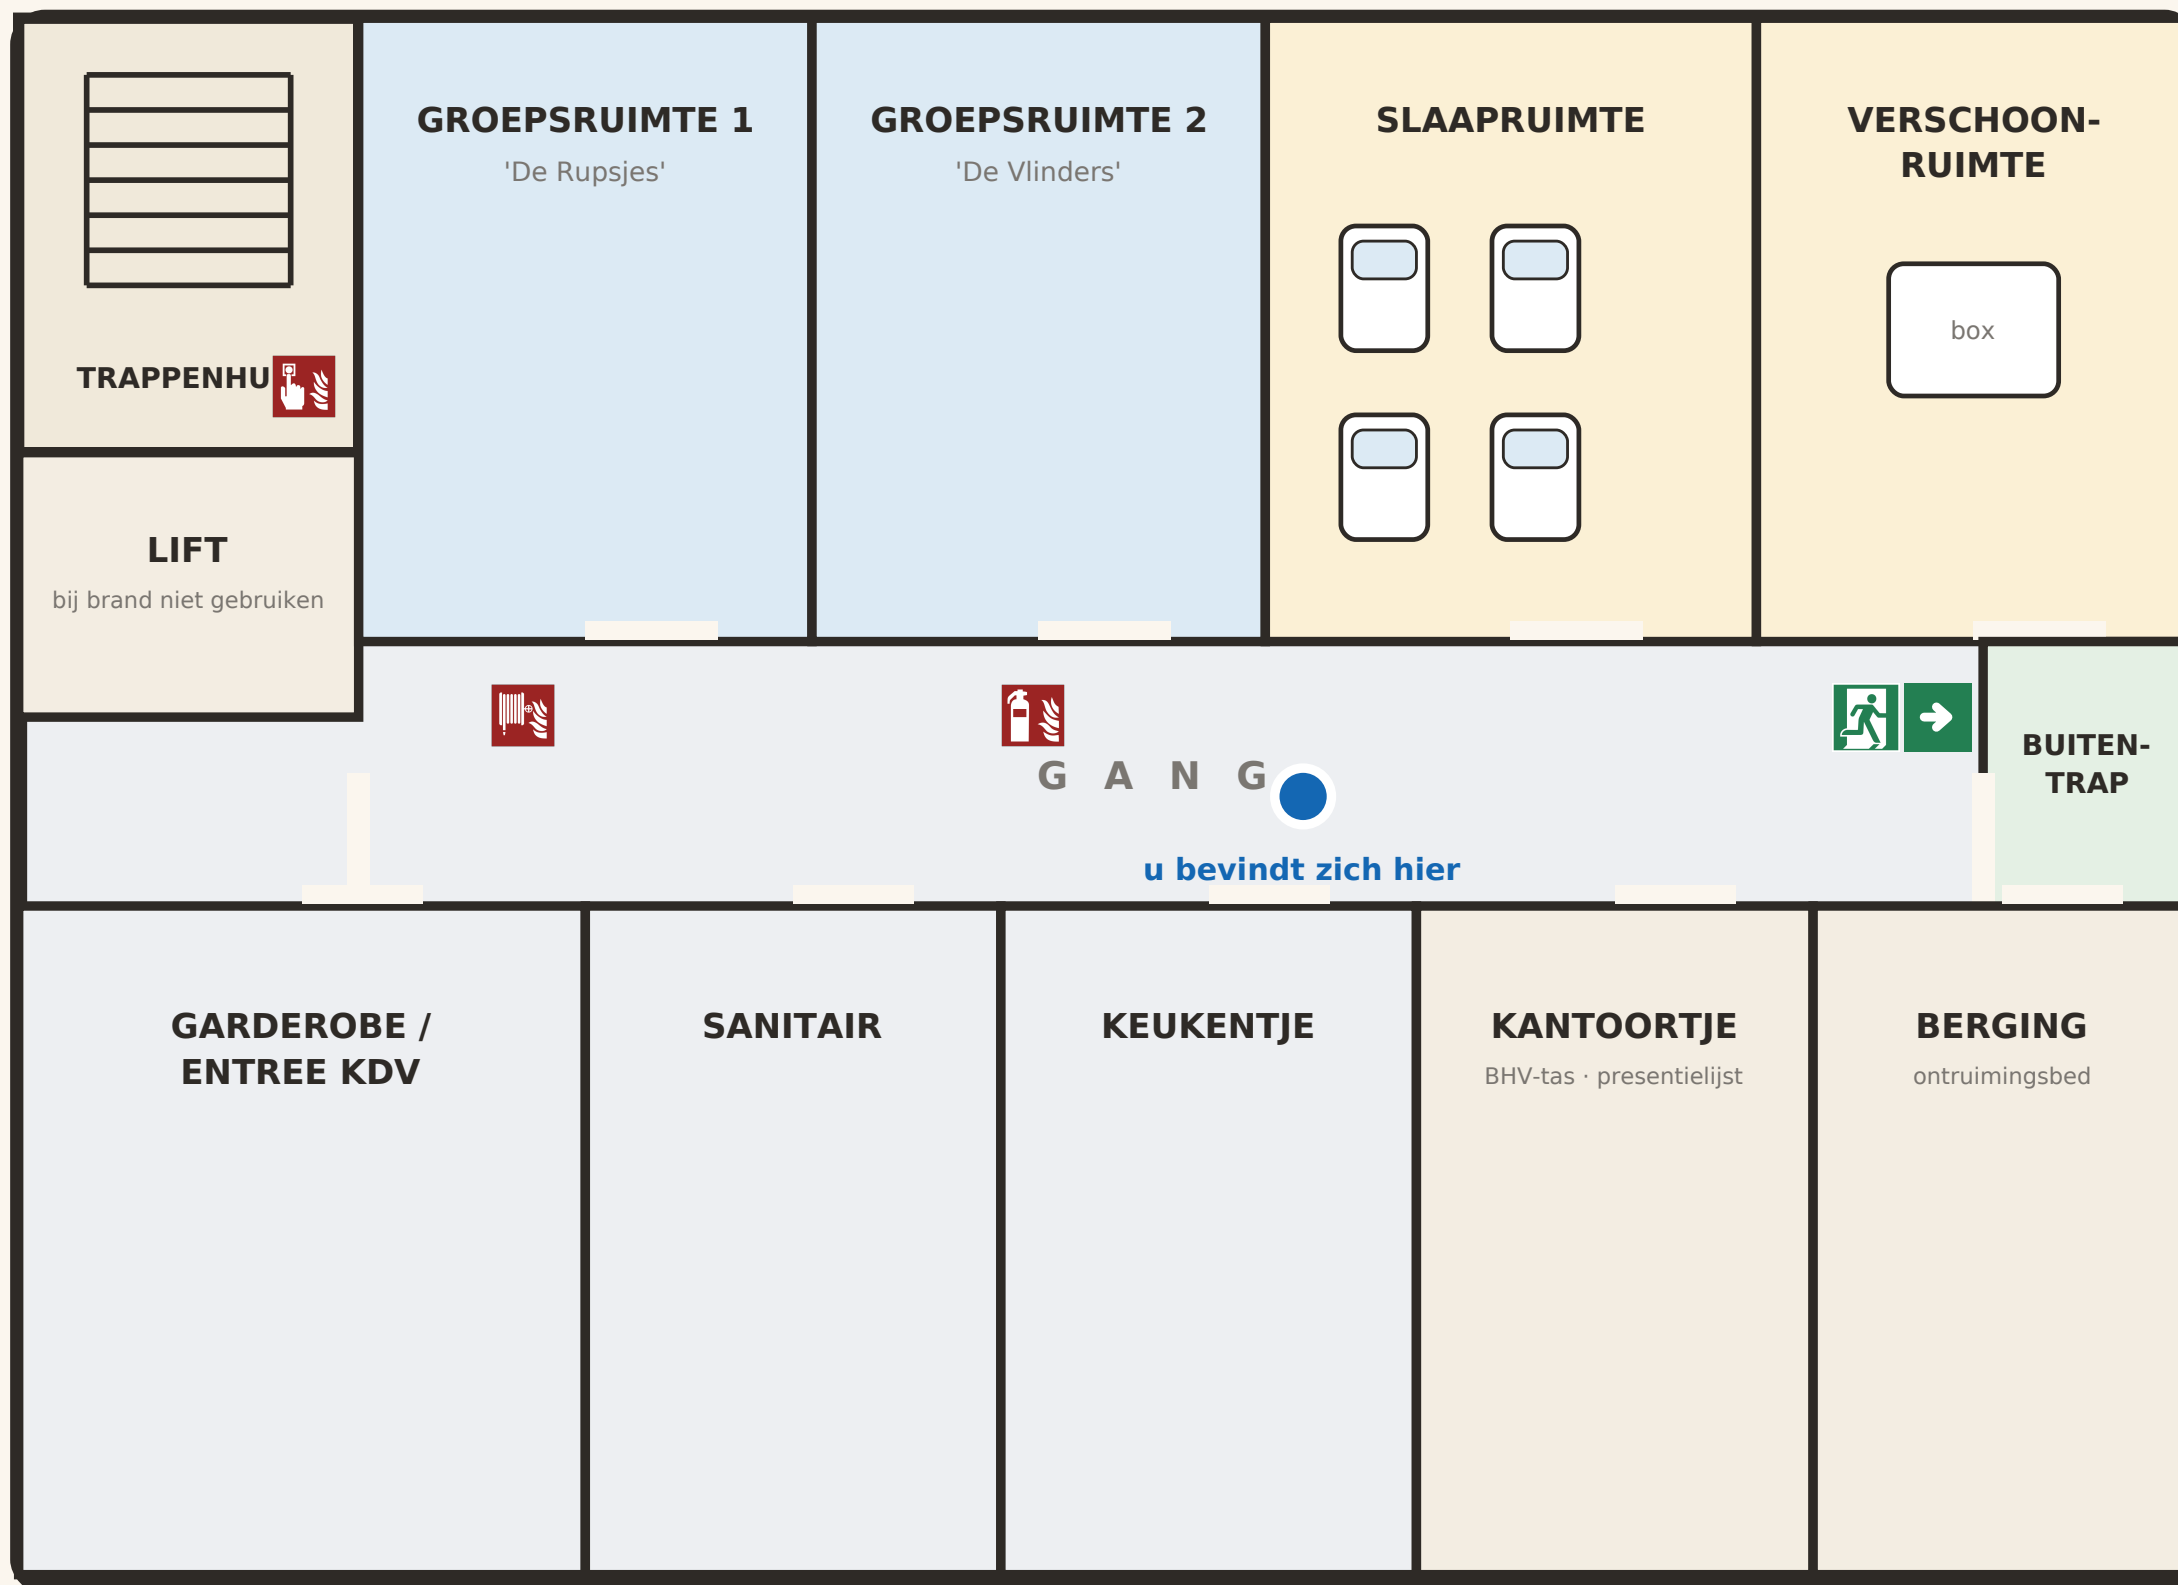 GROEPSRUIMTE 1
'De Rupsjes'
GROEPSRUIMTE 2
'De Vlinders'
SLAAPRUIMTE
VERSCHOON-
RUIMTE
box
TRAPPENHU
LIFT
bij brand niet gebruiken
G A N G
u bevindt zich hier
BUITEN-
TRAP
GARDEROBE /
ENTREE KDV
SANITAIR
KEUKENTJE
KANTOORTJE
BHV-tas · presentielijst
BERGING
ontruimingsbed